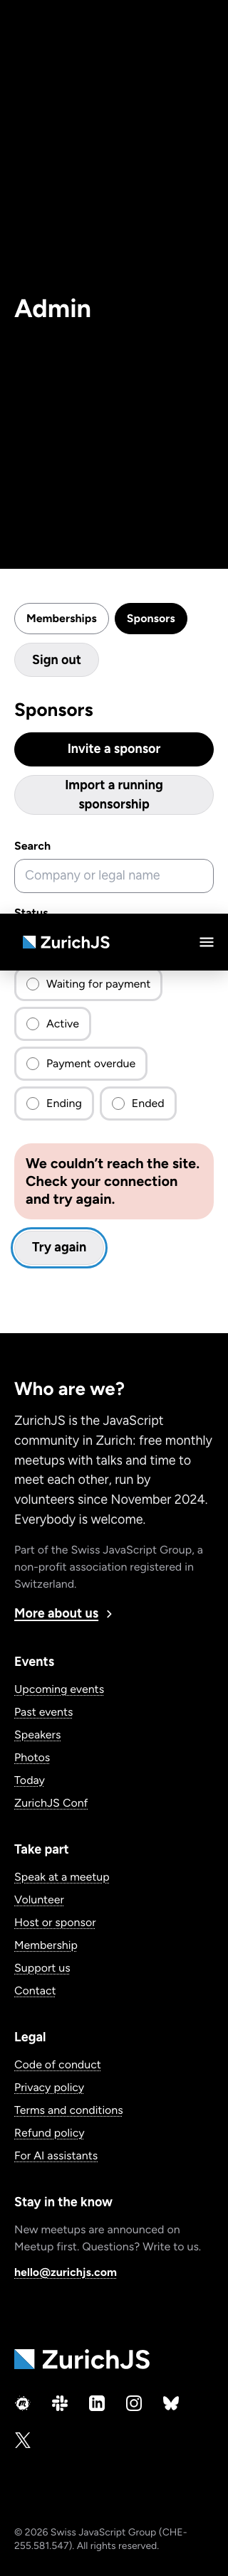 Admin
Memberships
Sponsors
Sign out
Sponsors
Invite a sponsor
Import a running
sponsorship
Search
Company or legal name
Status
ZurichJS
Waiting for payment
Active
Payment overdue
Ending
Ended
We couldn’t reach the site.
Check your connection
and try again.
Try again
Who are we?
ZurichJS is the JavaScript
community in Zurich: free monthly
meetups with talks and time to
meet each other, run by
volunteers since November 2024.
Everybody is welcome.
Part of the Swiss JavaScript Group, a
non-profit association registered in
Switzerland.
More about us
Events
Upcoming events
Past events
Speakers
Photos
Today
ZurichJS Conf
Take part
Speak at a meetup
Volunteer
Host or sponsor
Membership
Support us
Contact
Legal
Code of conduct
Privacy policy
Terms and conditions
Refund policy
For AI assistants
Stay in the know
New meetups are announced on
Meetup first. Questions? Write to us.
hello@zurichjs.com
ZurichJS
© 2026 Swiss JavaScript Group (CHE-
255.581.547). All rights reserved.